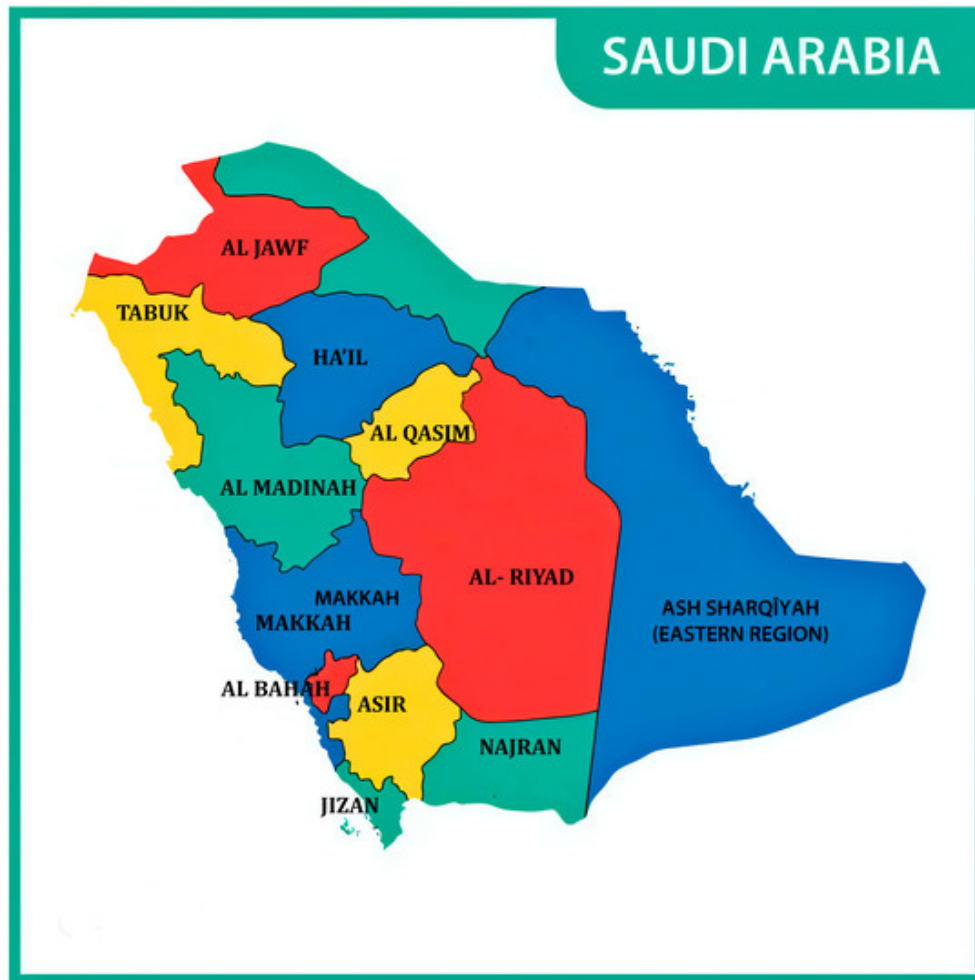 SAUDI ARABIA
AL JAWF
TABUK
HA'IL
AL QASIM
AL MADINAH
AL- RIYAD
MAKKAH
MAKKAH
ASH SHARQÎYAH
(EASTERN REGION)
AL BAHAH
ASIR
NAJRAN
JIZAN